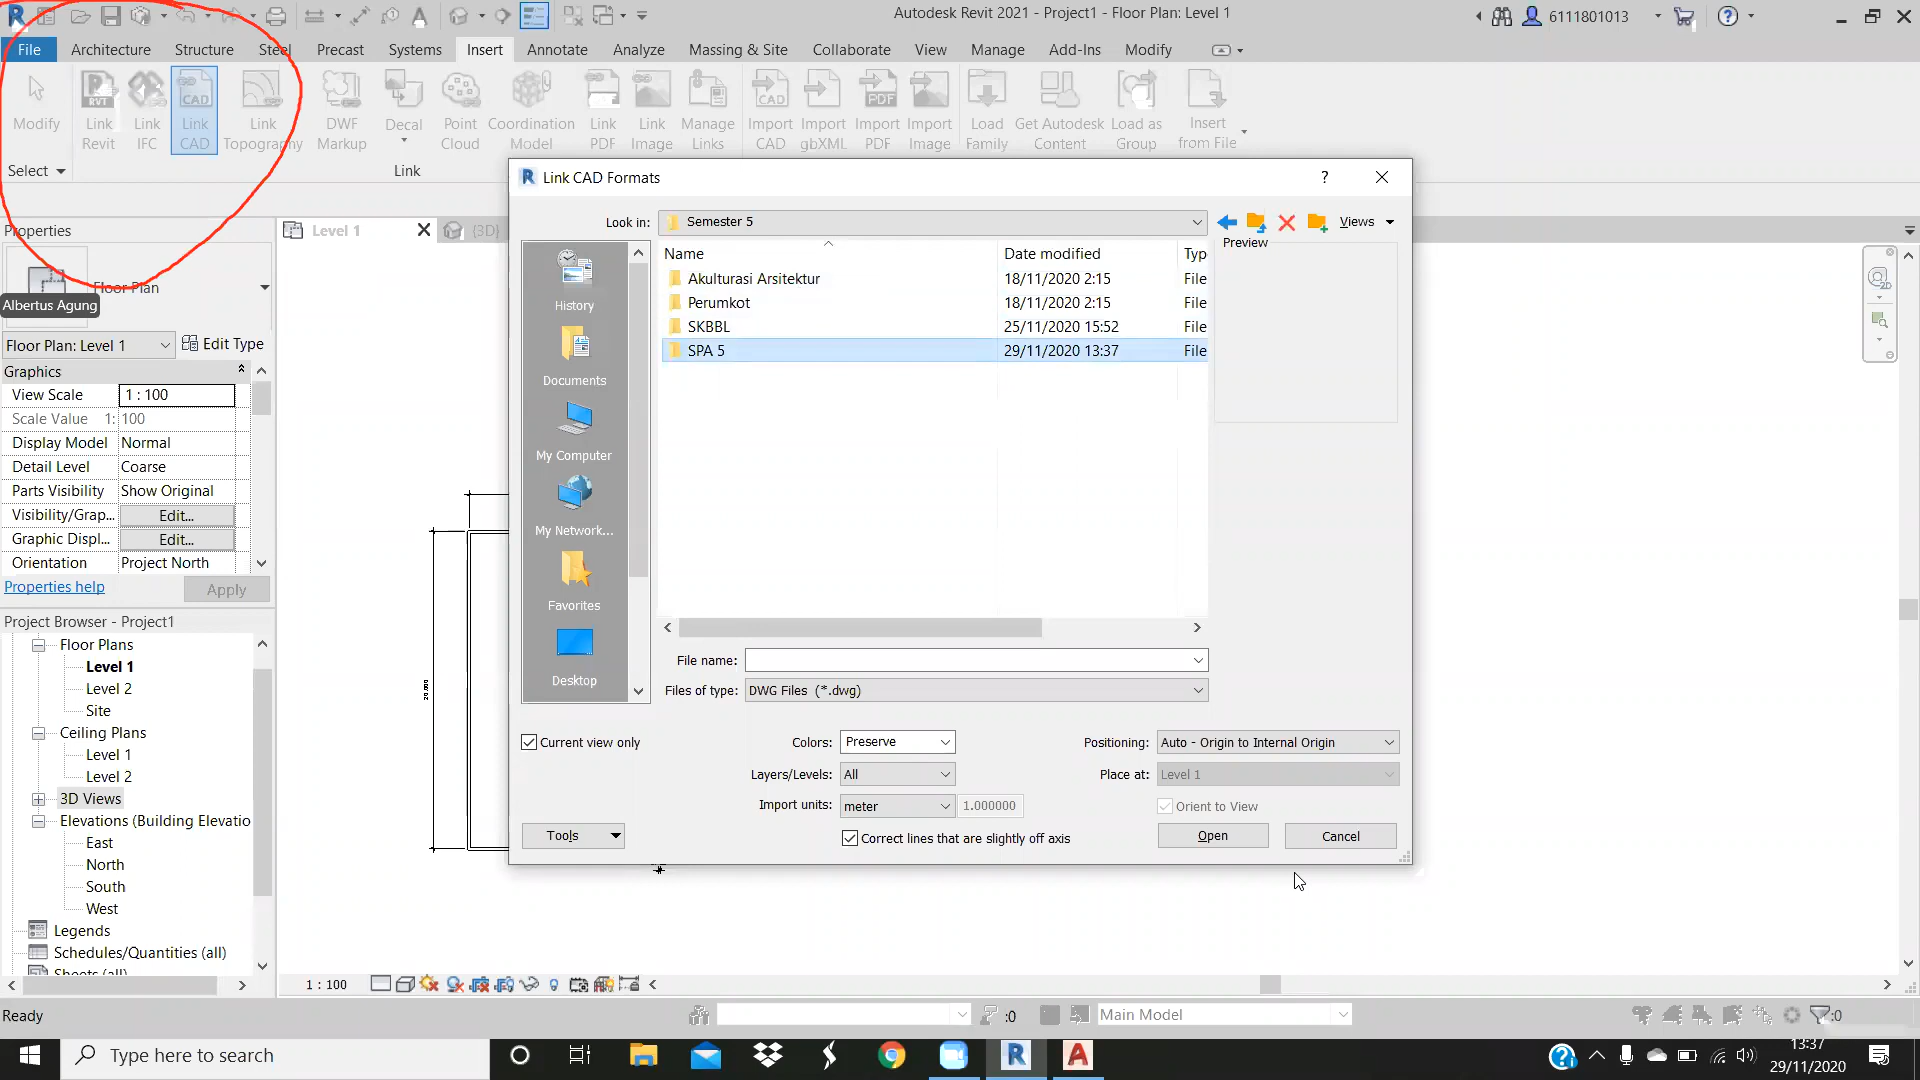 Autodesk Revit 2021 - Project1 - Floor Plan: Level 1
6111801013
File Architecture Structure Steel Precast Systems Insert Annotate Analyze Massing & Site Collaborate View Manage Add-Ins Modify
Modify
Link Revit
Link IFC
Link CAD
Link Topography
DWF Markup
Decal
Point Cloud
Coordination Model
Link PDF
Link Image
Manage Links
Import CAD
Import gbXML
Import PDF
Import Image
Load Family
Get Autodesk Content
Load as Group
Insert from File
Select
Link
Properties
Floor Plan
Albertus Agung
Floor Plan: Level 1
Edit Type
Graphics
View Scale 1 : 100
Scale Value 1: 100
Display Model Normal
Detail Level Coarse
Parts Visibility Show Original
Visibility/Grap... Edit...
Graphic Displ... Edit...
Orientation Project North
Properties help
Apply
Project Browser - Project1
Floor Plans
Level 1
Level 2
Site
Ceiling Plans
Level 1
Level 2
3D Views
Elevations (Building Elevatio
East
North
South
West
Legends
Schedules/Quantities (all)
Sheets (all)
Level 1
{3D}
Link CAD Formats
?
Look in: Semester 5
Views
Preview
Name Date modified Typ
Akulturasi Arsitektur 18/11/2020 2:15 File
Perumkot 18/11/2020 2:15 File
SKBBL 25/11/2020 15:52 File
SPA 5 29/11/2020 13:37 File
History
Documents
My Computer
My Network...
Favorites
Desktop
File name:
Files of type: DWG Files (*.dwg)
Current view only
Colors: Preserve
Positioning: Auto - Origin to Internal Origin
Layers/Levels: All
Place at: Level 1
Import units: meter 1.000000
Orient to View
Tools
Correct lines that are slightly off axis
Open
Cancel
2D
1 : 100
Ready
:0
Main Model
:0
Type here to search
13:37
29/11/2020